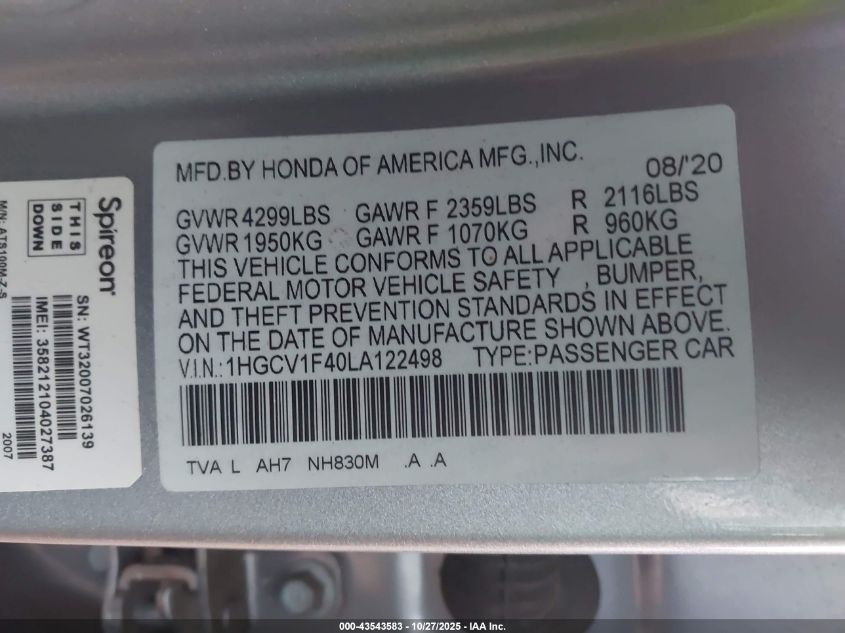 MFD.BY HONDA OF AMERICA MFG.,INC. 08/'20
GVWR 4299LBS GAWR F 2359LBS R 2116LBS
GVWR 1950KG GAWR F 1070KG R 960KG
THIS VEHICLE CONFORMS TO ALL APPLICABLE
FEDERAL MOTOR VEHICLE SAFETY , BUMPER,
AND THEFT PREVENTION STANDARDS IN EFFECT
ON THE DATE OF MANUFACTURE SHOWN ABOVE.
V.I.N.: 1HGCV1F40LA122498 TYPE:PASSENGER CAR
TVA L AH7 NH830M .A .A
Spireon
THIS
SIDE
DOWN
SN: WT32007026139
IMEI: 358212104027387
2007
M/N: ATS100M-Z-S
000-43543583 - 10/27/2025 - IAA Inc.